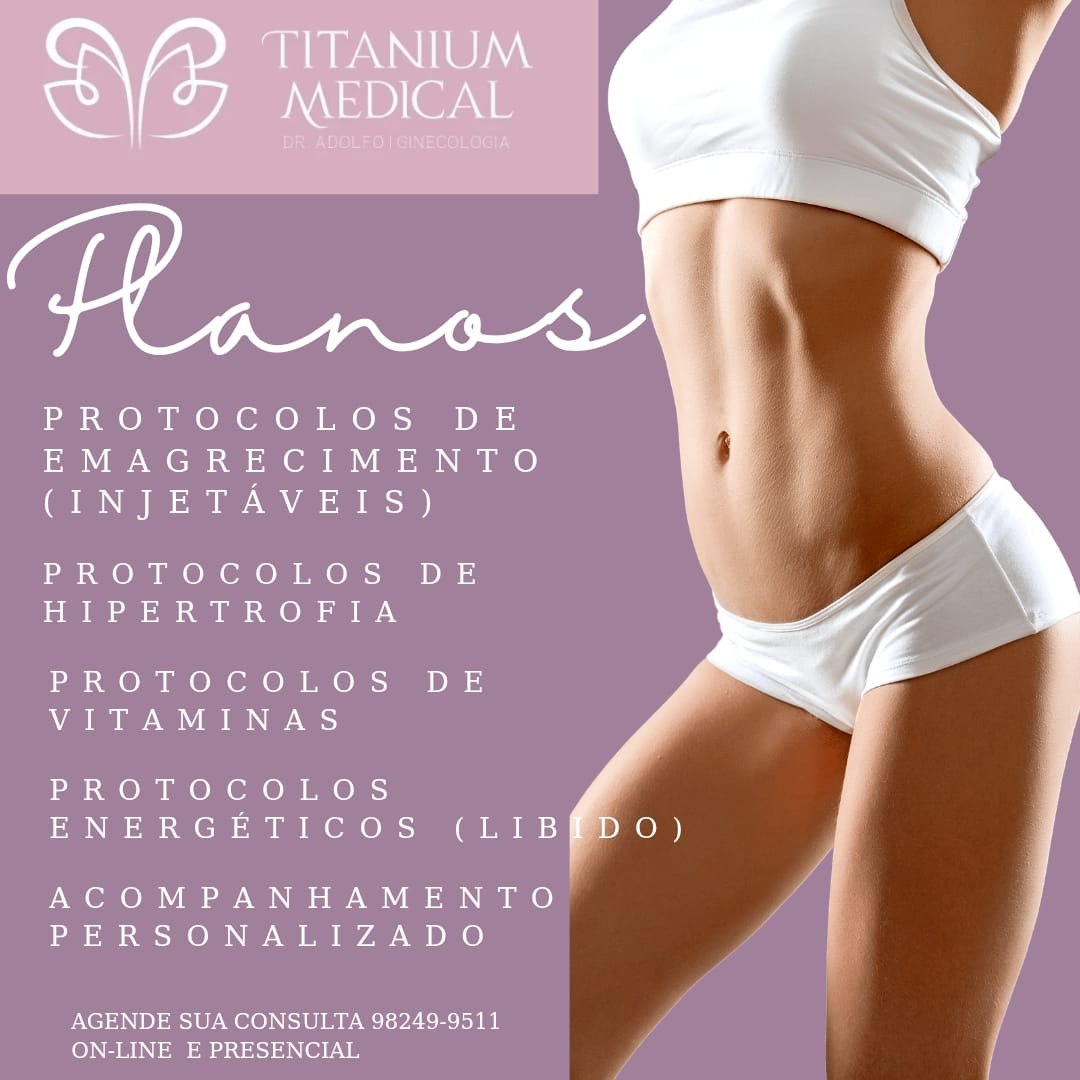 TITANIUM
MEDICAL
DR ADOLFO | GINECOLOGIA
Planos
PROTOCOLOS DE
EMAGRECIMENTO
(INJETÁVEIS)
PROTOCOLOS DE
HIPERTROFIA
PROTOCOLOS DE
VITAMINAS
PROTOCOLOS
ENERGÉTICOS (LIBIDO)
ACOMPANHAMENTO
PERSONALIZADO
AGENDE SUA CONSULTA 98249-9511
ON-LINE E PRESENCIAL